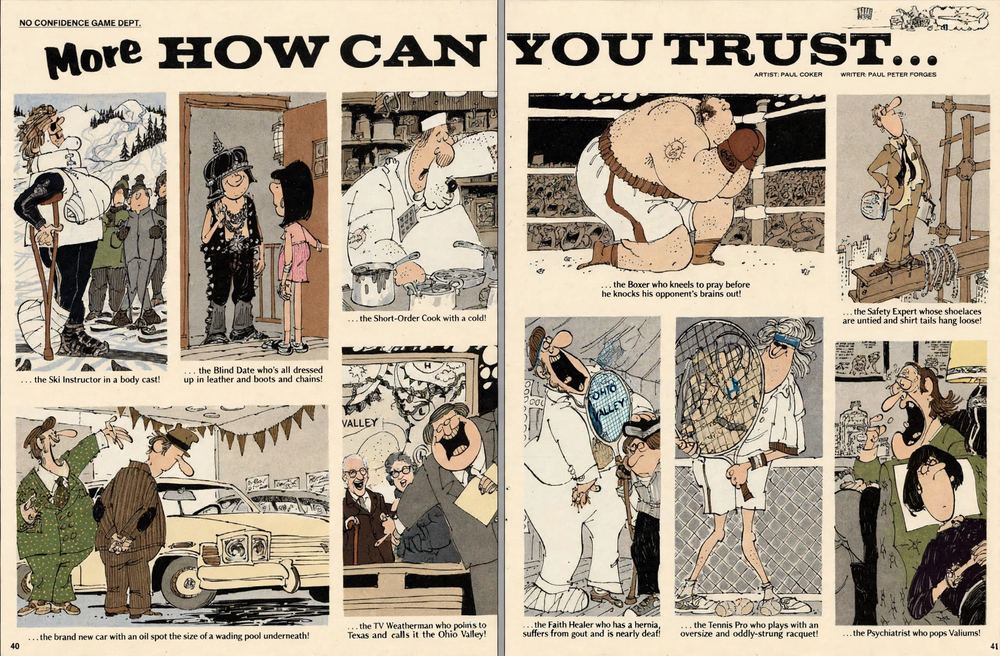 NO CONFIDENCE GAME DEPT.
More HOW CAN YOU TRUST...
ARTIST: PAUL COKER WRITER: PAUL PETER FORGES
... the Ski Instructor in a body cast!
... the Blind Date who's all dressed
up in leather and boots and chains!
... the Short-Order Cook with a cold!
... the Boxer who kneels to pray before
he knocks his opponent's brains out!
... the Safety Expert whose shoelaces
are untied and shirt tails hang loose!
... the brand new car with an oil spot the size of a wading pool underneath!
H
VALLEY
... the TV Weatherman who points to
Texas and calls it the Ohio Valley!
OHIO
VALLEY
... the Faith Healer who has a hernia,
suffers from gout and is nearly deaf!
... the Tennis Pro who plays with an
oversize and oddly-strung racquet!
... the Psychiatrist who pops Valiums!
40
41